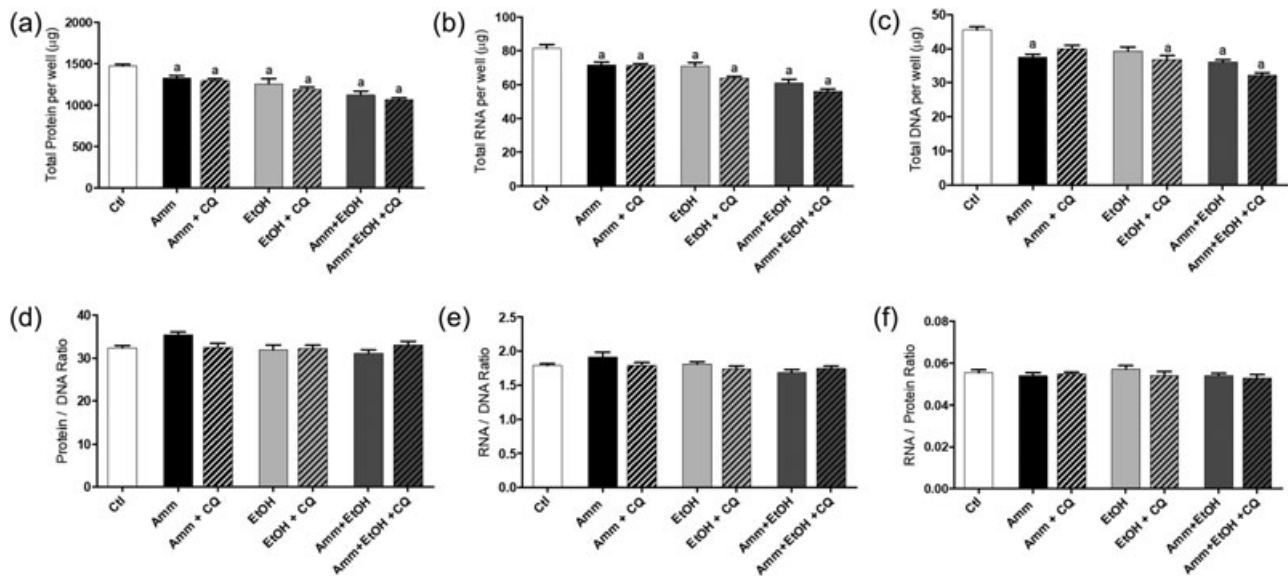 (a)
Total Protein per well (µg)
2000
1500
1000
500
0
a
a
a
a
a
a
Ctl
Amm
Amm + CQ
EtOH
EtOH + CQ
Amm+EtOH
Amm+EtOH +CQ
(b)
Total RNA per well (µg)
100
80
60
40
20
0
a
a
a
a
a
a
Ctl
Amm
Amm + CQ
EtOH
EtOH + CQ
Amm+EtOH
Amm+EtOH +CQ
(c)
Total DNA per well (µg)
50
40
30
20
10
0
a
a
a
a
Ctl
Amm
Amm + CQ
EtOH
EtOH + CQ
Amm+EtOH
Amm+EtOH +CQ
(d)
Protein / DNA Ratio
40
30
20
10
0
Ctl
Amm
Amm + CQ
EtOH
EtOH + CQ
Amm+EtOH
Amm+EtOH +CQ
(e)
RNA / DNA Ratio
2.5
2.0
1.5
1.0
0.5
0.0
Ctl
Amm
Amm + CQ
EtOH
EtOH + CQ
Amm+EtOH
Amm+EtOH +CQ
(f)
RNA / Protein Ratio
0.08
0.06
0.04
0.02
0.00
Ctl
Amm
Amm + CQ
EtOH
EtOH + CQ
Amm+EtOH
Amm+EtOH +CQ